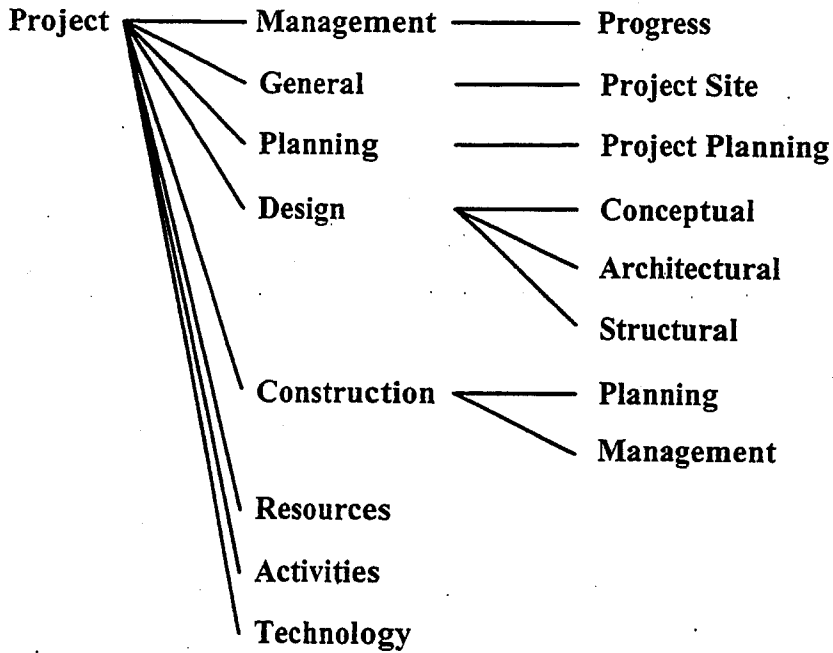 Project Management Progress
General Project Site
Planning Project Planning
Design Conceptual
Architectural
Structural
Construction Planning
Management
Resources
Activities
Technology